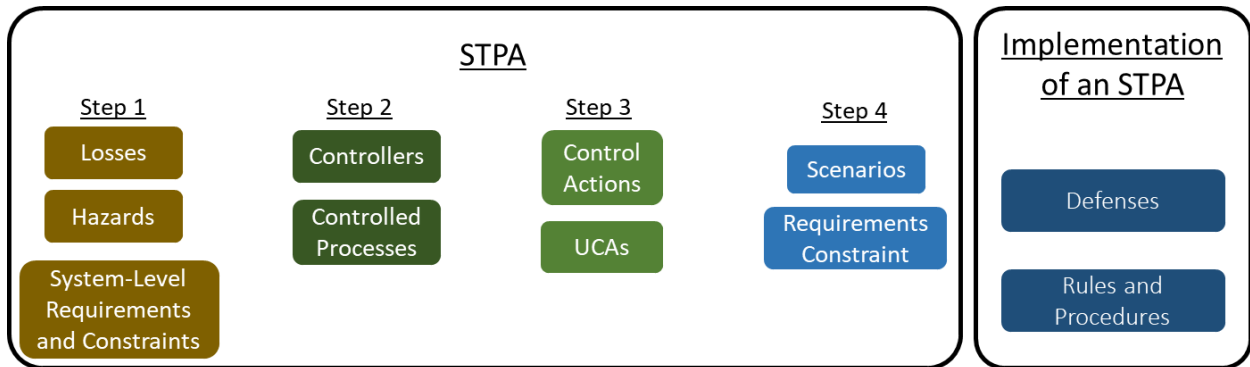 STPA
Step 1
Losses
Hazards
System-Level
Requirements
and Constraints
Step 2
Controllers
Controlled
Processes
Step 3
Control
Actions
UCAs
Step 4
Scenarios
Requirements
Constraint
Implementation
of an STPA
Defenses
Rules and
Procedures